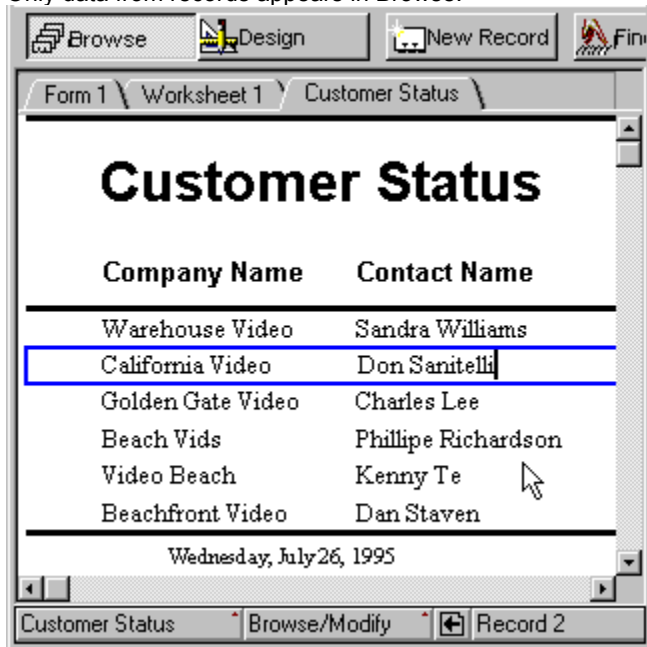 Only data from records appears in Browse.
Browse Design New Record Fin
Form 1 Worksheet 1 Customer Status
Customer Status
Company Name Contact Name
Warehouse Video Sandra Williams
California Video Don Sanitelli
Golden Gate Video Charles Lee
Beach Vids Phillipe Richardson
Video Beach Kenny Te
Beachfront Video Dan Staven
Wednesday, July 26, 1995
Customer Status Browse/Modify Record 2